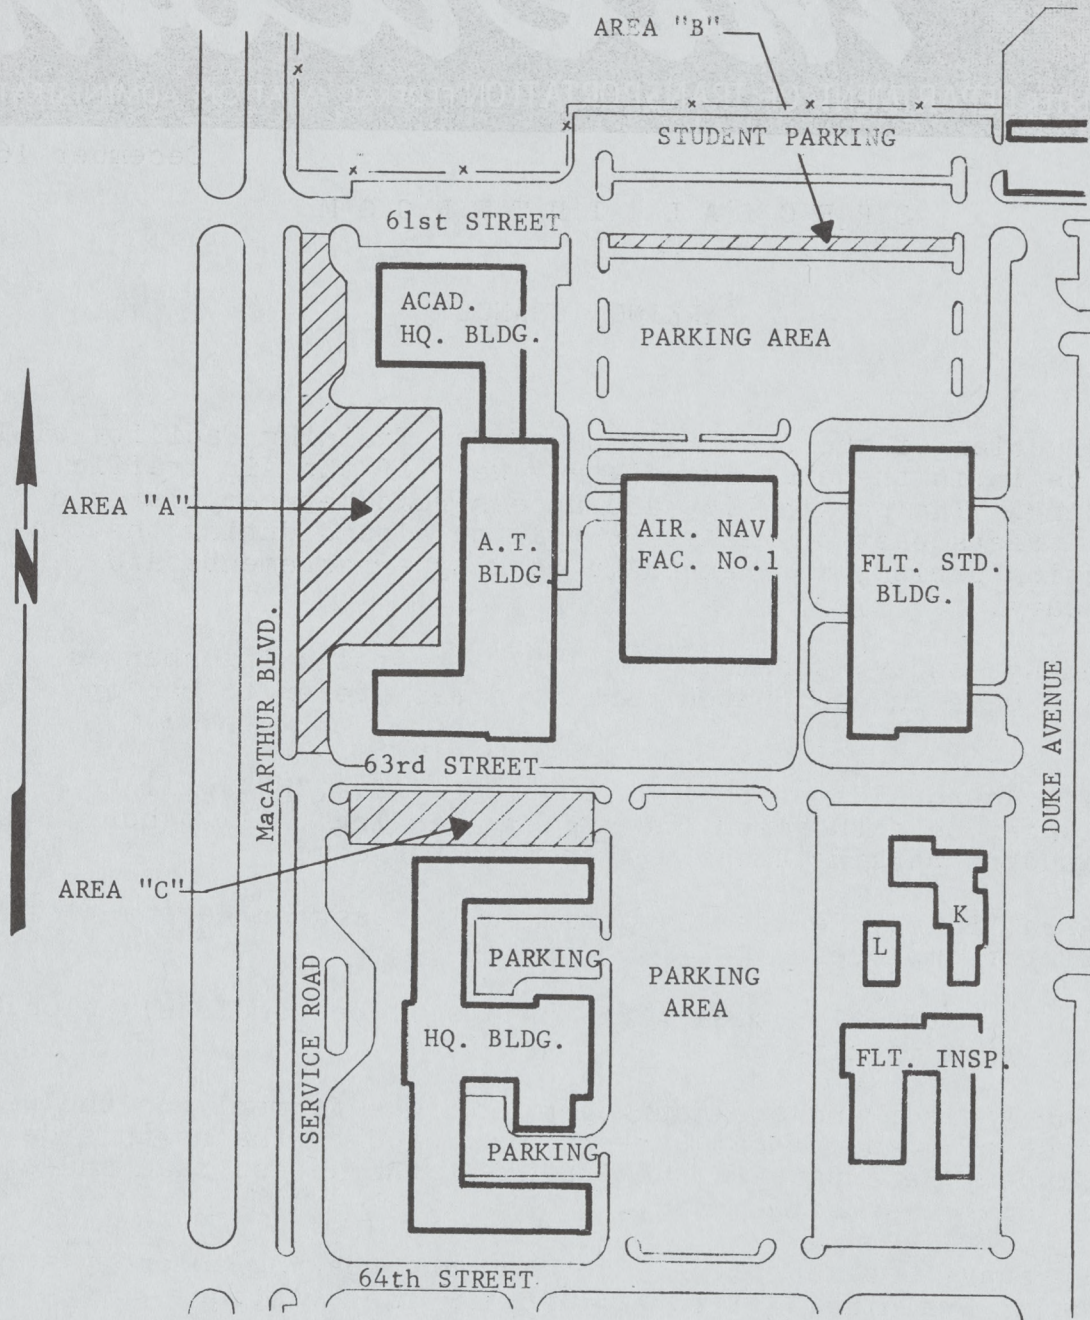 AREA "B"
STUDENT PARKING
61st STREET
ACAD.
HQ. BLDG.
PARKING AREA
AREA "A"
N
A.T.
BLDG.
AIR. NAV.
FAC. No.1
FLT. STD.
BLDG.
MacARTHUR BLVD.
DUKE AVENUE
63rd STREET
AREA "C"
K
L
PARKING
PARKING
AREA
SERVICE ROAD
HQ. BLDG.
FLT. INSP.
PARKING
64th STREET